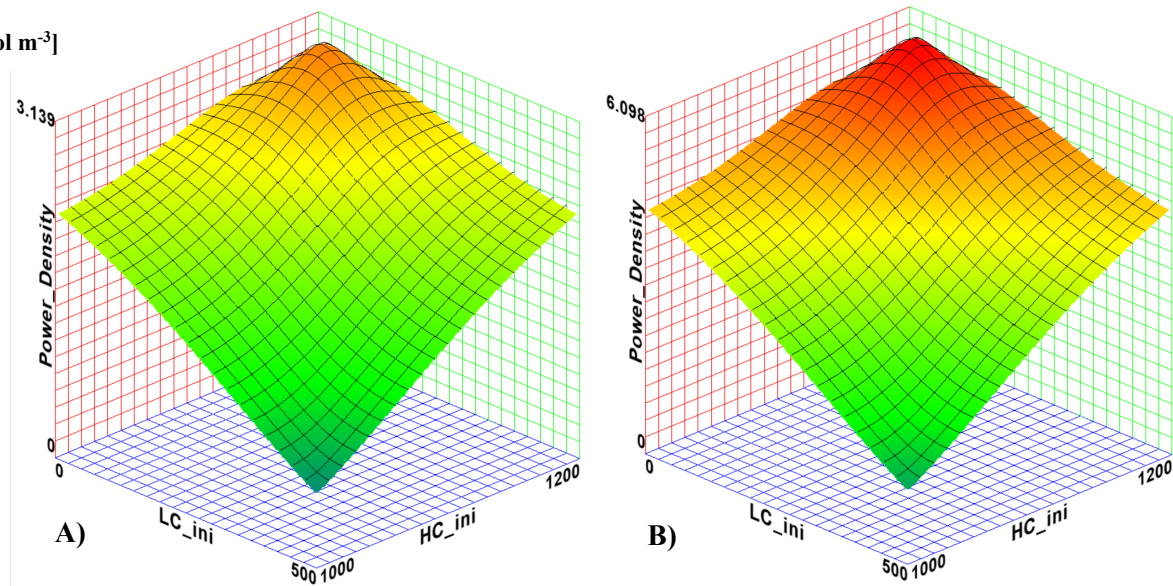 ol m⁻³]
3.139
Power_Density
0
0
LC_ini
500
1000
HC_ini
1200
A)
6.098
Power_Density
0
0
LC_ini
500
1000
HC_ini
1200
B)